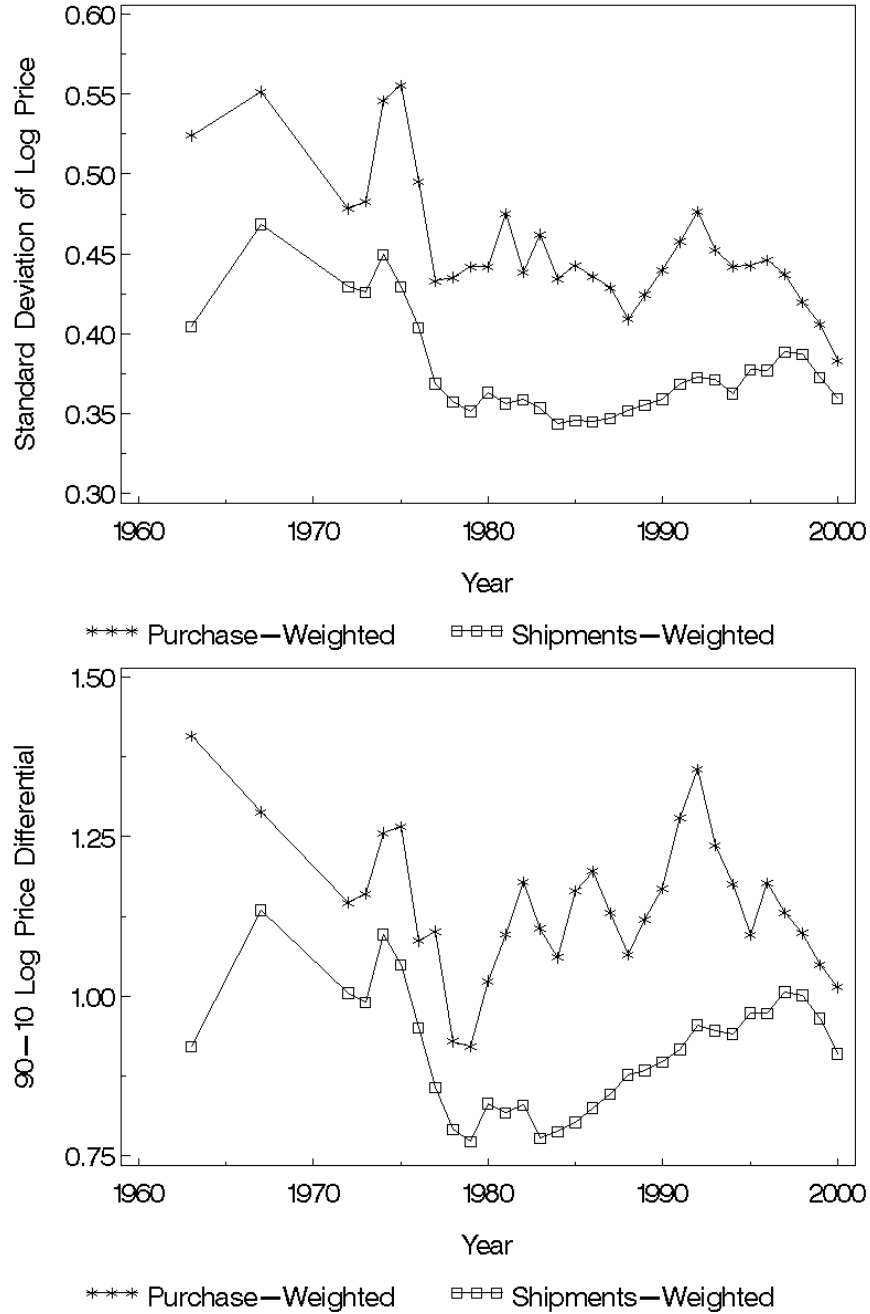 Standard Deviation of Log Price
0.60
0.55
0.50
0.45
0.40
0.35
0.30
1960 1970 1980 1990 2000
Year
Purchase–Weighted Shipments–Weighted
90–10 Log Price Differential
1.50
1.25
1.00
0.75
1960 1970 1980 1990 2000
Year
Purchase–Weighted Shipments–Weighted